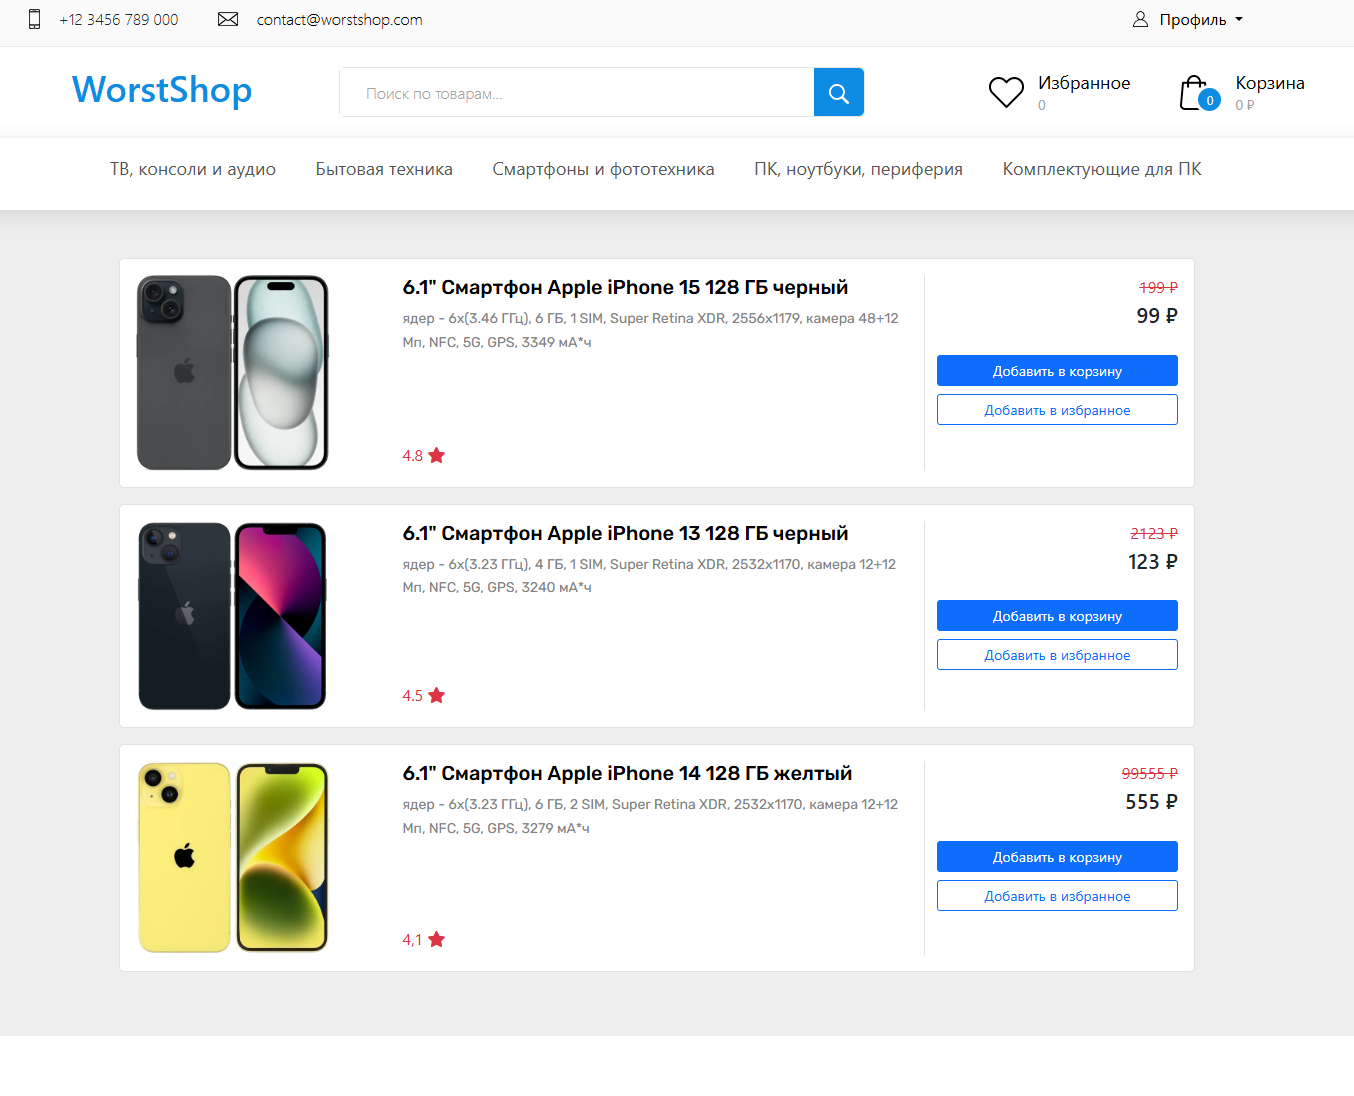 +12 3456 789 000
contact@worstshop.com
Профиль
WorstShop
Поиск по товарам...
Избранное
0
0
Корзина
0 ₽
ТВ, консоли и аудио
Бытовая техника
Смартфоны и фототехника
ПК, ноутбуки, периферия
Комплектующие для ПК
6.1" Смартфон Apple iPhone 15 128 ГБ черный
ядер - 6x(3.46 ГГц), 6 ГБ, 1 SIM, Super Retina XDR, 2556x1179, камера 48+12
Мп, NFC, 5G, GPS, 3349 мА*ч
4.8
199 ₽
99 ₽
Добавить в корзину
Добавить в избранное
6.1" Смартфон Apple iPhone 13 128 ГБ черный
ядер - 6x(3.23 ГГц), 4 ГБ, 1 SIM, Super Retina XDR, 2532x1170, камера 12+12
Мп, NFC, 5G, GPS, 3240 мА*ч
4.5
2123 ₽
123 ₽
Добавить в корзину
Добавить в избранное
6.1" Смартфон Apple iPhone 14 128 ГБ желтый
ядер - 6x(3.23 ГГц), 6 ГБ, 2 SIM, Super Retina XDR, 2532x1170, камера 12+12
Мп, NFC, 5G, GPS, 3279 мА*ч
4,1
99555 ₽
555 ₽
Добавить в корзину
Добавить в избранное